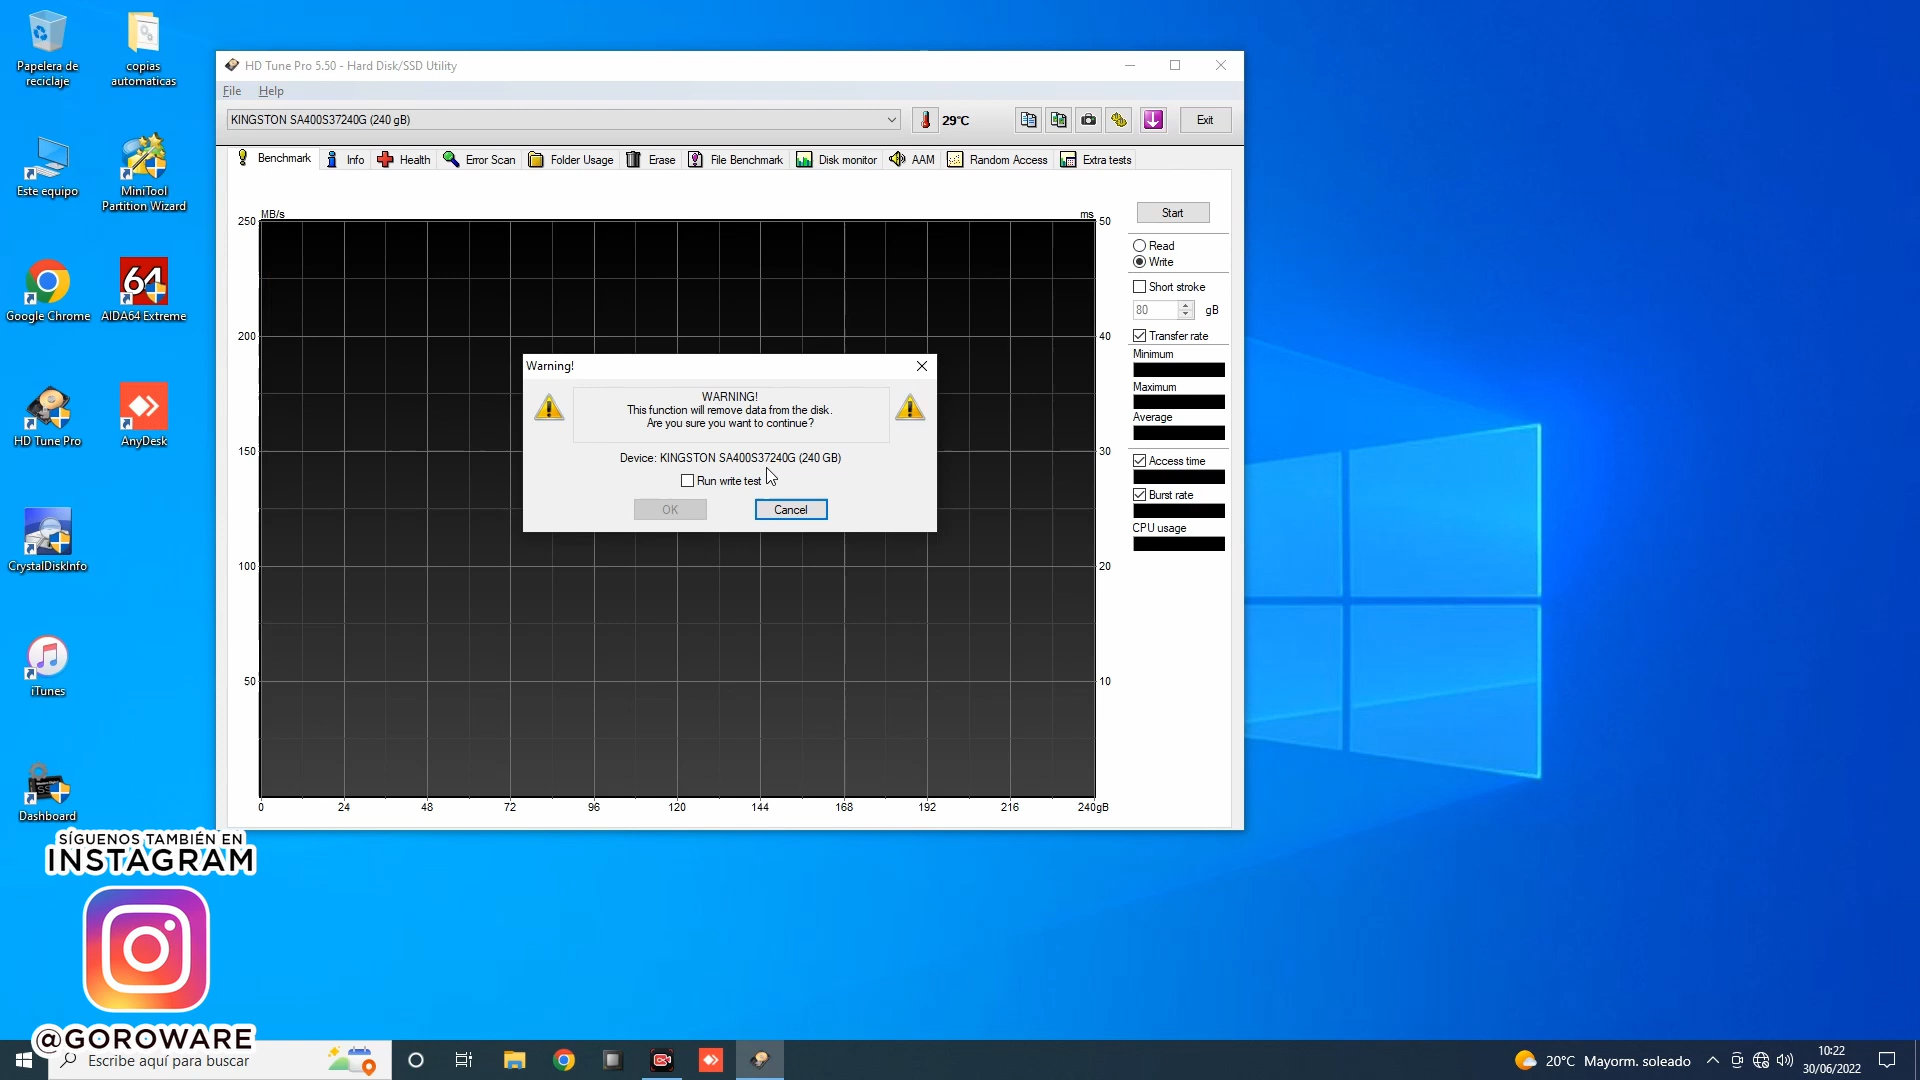 Papelera de
reciclaje
copias
automaticas
Este equipo
MiniTool
Partition Wizard
Google Chrome
64
AIDA64 Extreme
HD Tune Pro
AnyDesk
CrystalDiskInfo
iTunes
Dashboard
SÍGUENOS TAMBIÉN EN
INSTAGRAM
@GOROWARE
HD Tune Pro 5.50 - Hard Disk/SSD Utility
File Help
KINGSTON SA400S37240G (240 gB)
29°C
Exit
Benchmark Info Health Error Scan Folder Usage Erase File Benchmark Disk monitor AAM Random Access Extra tests
MB/s
ms
250
200
150
100
50
50
40
30
20
10
0 24 48 72 96 120 144 168 192 216 240gB
Start
Read
Write
Short stroke
80 gB
Transfer rate
Minimum
Maximum
Average
Access time
Burst rate
CPU usage
Warning!
WARNING!
This function will remove data from the disk.
Are you sure you want to continue?
Device: KINGSTON SA400S37240G (240 GB)
Run write test
OK
Cancel
Escribe aquí para buscar
20°C Mayorm. soleado
10:22
30/06/2022